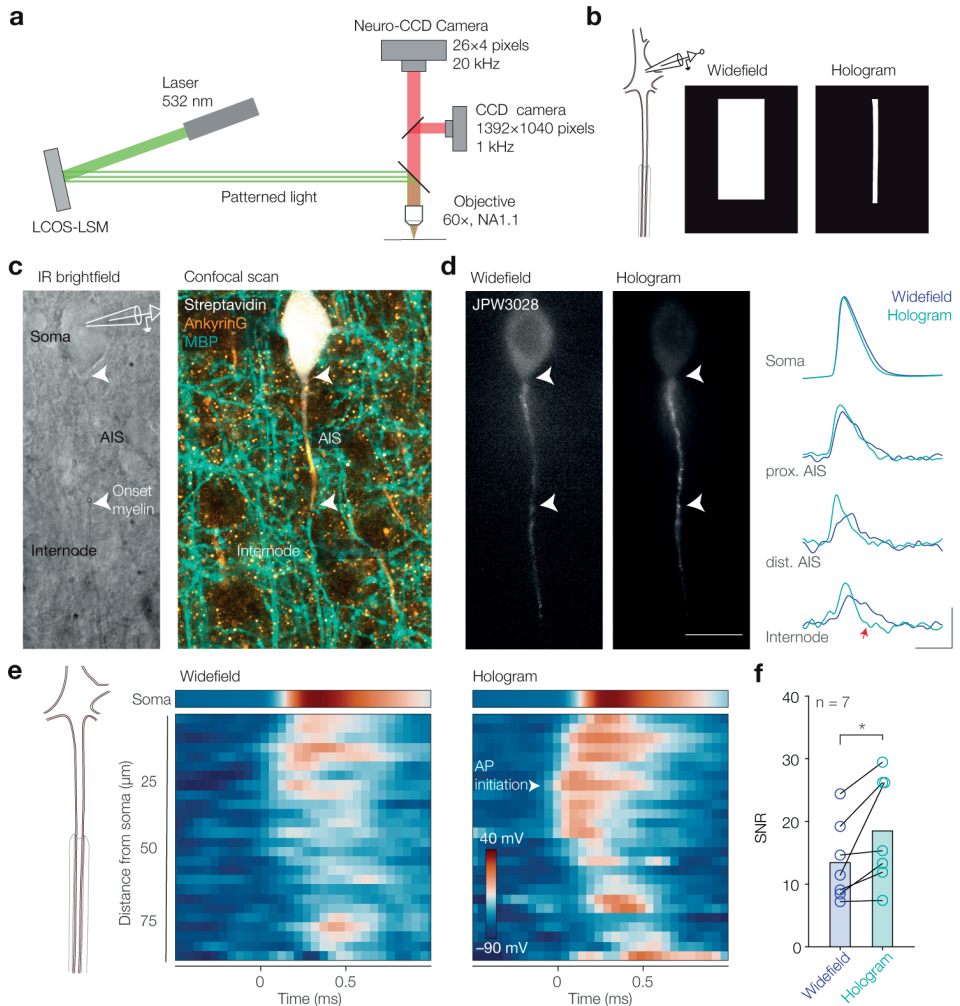 a
Neuro-CCD Camera
26×4 pixels
20 kHz
Laser
532 nm
CCD camera
1392×1040 pixels
1 kHz
Patterned light
Objective
60×, NA1.1
LCOS-LSM
b
Widefield
Hologram
c
IR brightfield
Confocal scan
Soma
AIS
Onset
myelin
Internode
Streptavidin
AnkyrinG
MBP
AIS
Internode
d
Widefield
Hologram
JPW3028
Widefield
Hologram
Soma
prox. AIS
dist. AIS
Internode
e
Widefield
Hologram
Soma
Distance from soma (µm)
25
50
75
AP
initiation
40 mV
–90 mV
0
0.5
Time (ms)
0
0.5
Time (ms)
f
n = 7
*
SNR
40
30
20
10
0
Widefield
Hologram